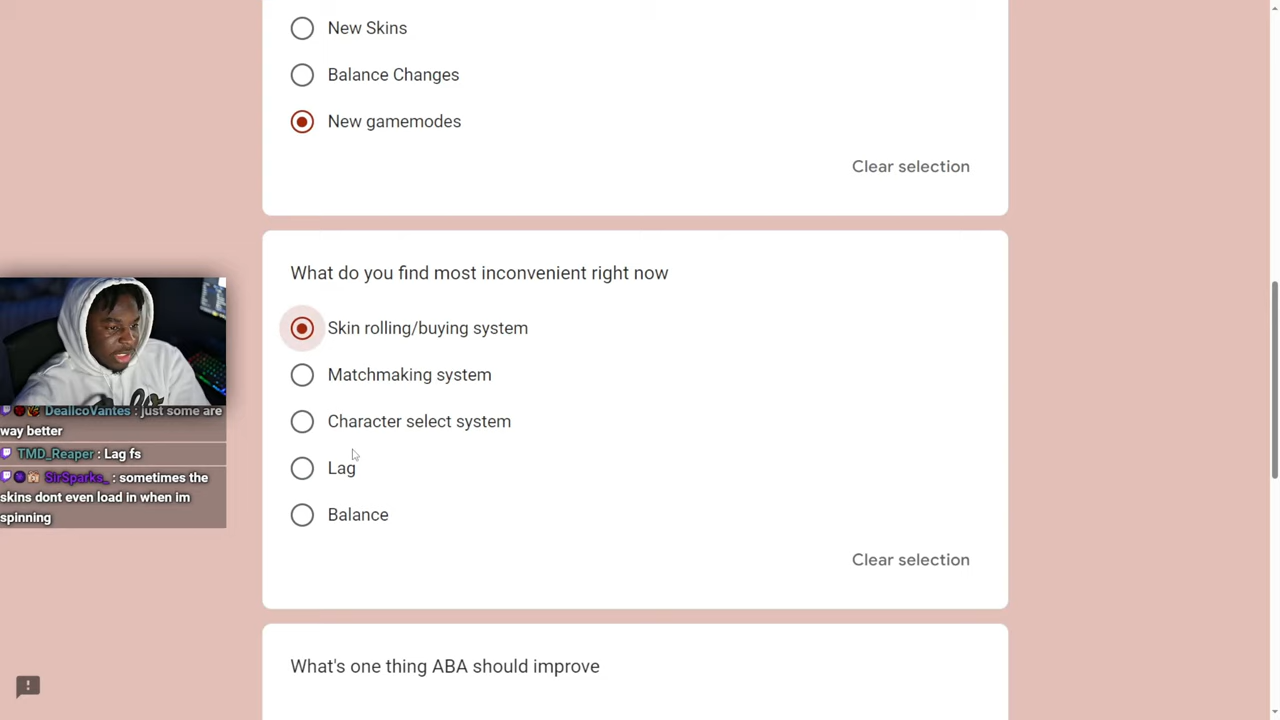 New Skins
Balance Changes
New gamemodes
Clear selection
What do you find most inconvenient right now
Skin rolling/buying system
Matchmaking system
Character select system
Lag
Balance
Clear selection
What's one thing ABA should improve
DeallcoVantes : just some are
way better
TMD_Reaper : Lag fs
SirSparks_ : sometimes the
skins dont even load in when im
spinning